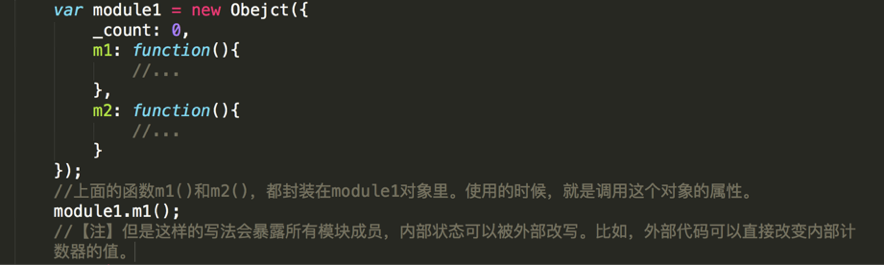 var module1 = new Obejct({
_count: 0,
m1: function(){
//...
},
m2: function(){
//...
}
});
//上面的函数m1()和m2()，都封装在module1对象里。使用的时候，就是调用这个对象的属性。
module1.m1();
//【注】但是这样的写法会暴露所有模块成员，内部状态可以被外部改写。比如，外部代码可以直接改变内部计
数器的值。